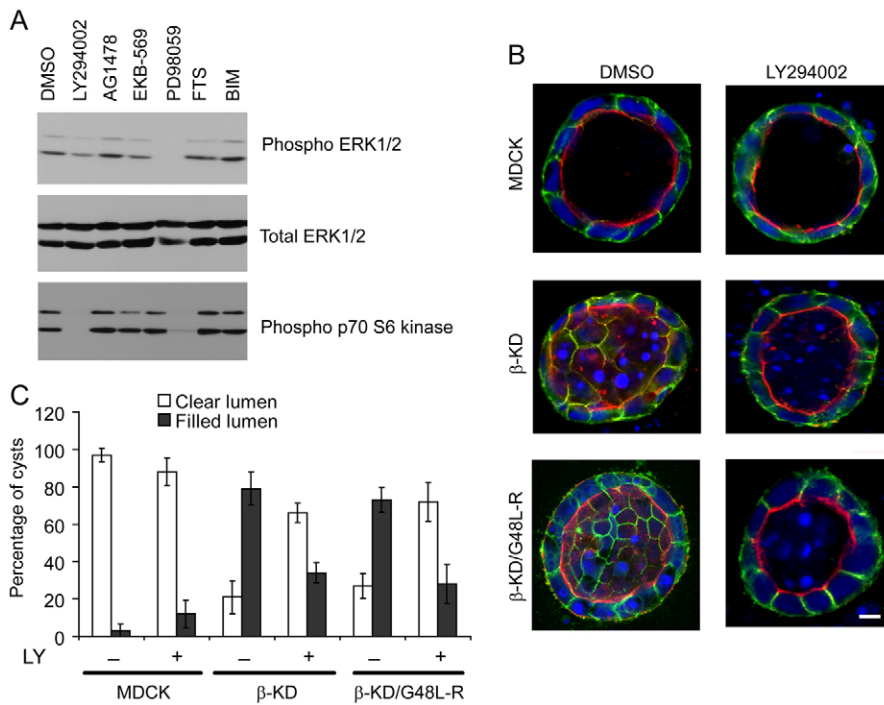 A
DMSO
LY294002
AG1478
EKB-569
PD98059
FTS
BIM
Phospho ERK1/2
Total ERK1/2
Phospho p70 S6 kinase
B
DMSO
LY294002
MDCK
β-KD
β-KD/G48L-R
C
Clear lumen
Filled lumen
Percentage of cysts
120
100
80
60
40
20
0
LY – + – + – +
MDCK β-KD β-KD/G48L-R